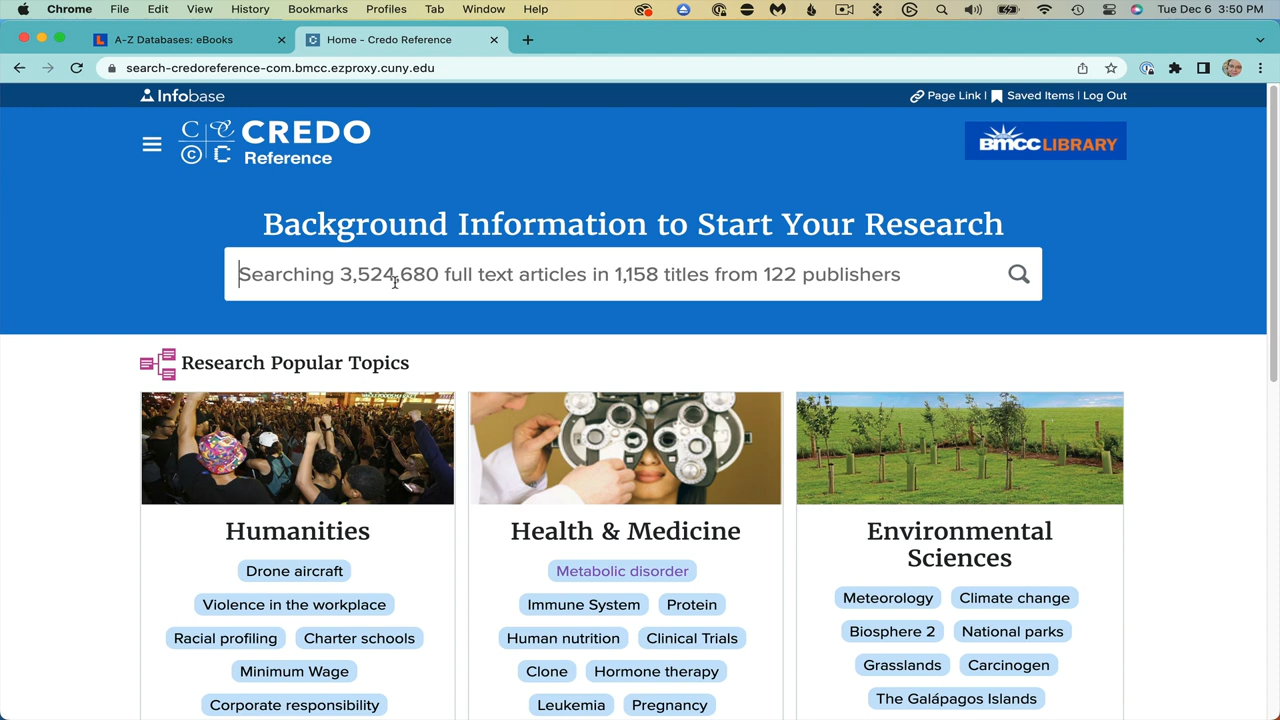 Chrome File Edit View History Bookmarks Profiles Tab Window Help Tue Dec 6 3:50 PM
A-Z Databases: eBooks Home - Credo Reference
search-credoreference-com.bmcc.ezproxy.cuny.edu
Infobase Page Link | Saved Items | Log Out
CREDO
Reference
BMCC LIBRARY
Background Information to Start Your Research
Searching 3,524,680 full text articles in 1,158 titles from 122 publishers
Research Popular Topics
Humanities
Drone aircraft
Violence in the workplace
Racial profiling Charter schools
Minimum Wage
Corporate responsibility
Health & Medicine
Metabolic disorder
Immune System Protein
Human nutrition Clinical Trials
Clone Hormone therapy
Leukemia Pregnancy
Environmental
Sciences
Meteorology Climate change
Biosphere 2 National parks
Grasslands Carcinogen
The Galápagos Islands